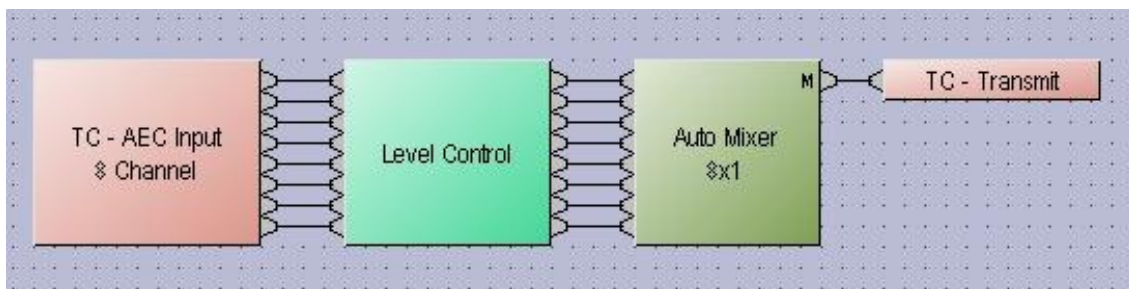 TC - AEC Input
8 Channel
Level Control
Auto Mixer
8x1
M
TC - Transmit